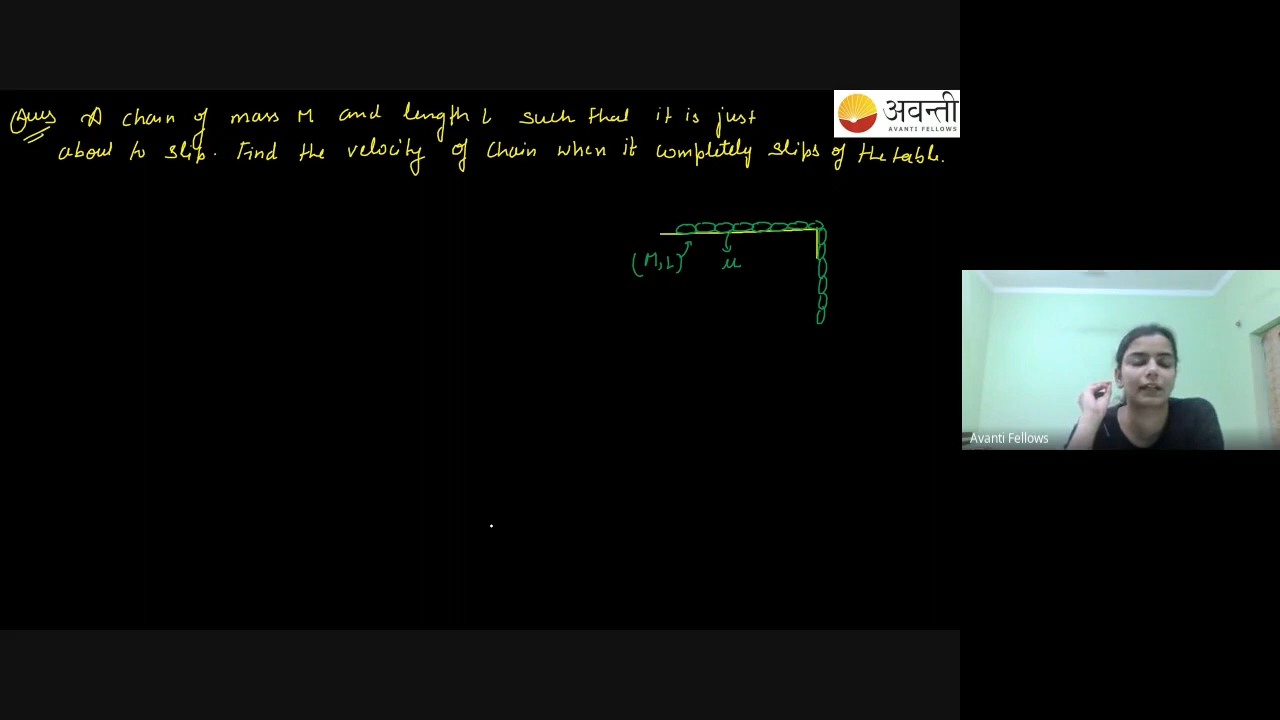 Ques A chain of mass M and length L such that it is just
about to slip. Find the velocity of chain when it completely slips of the table.
अवन्ती
AVANTI FELLOWS
(M,L) μ
Avanti Fellows